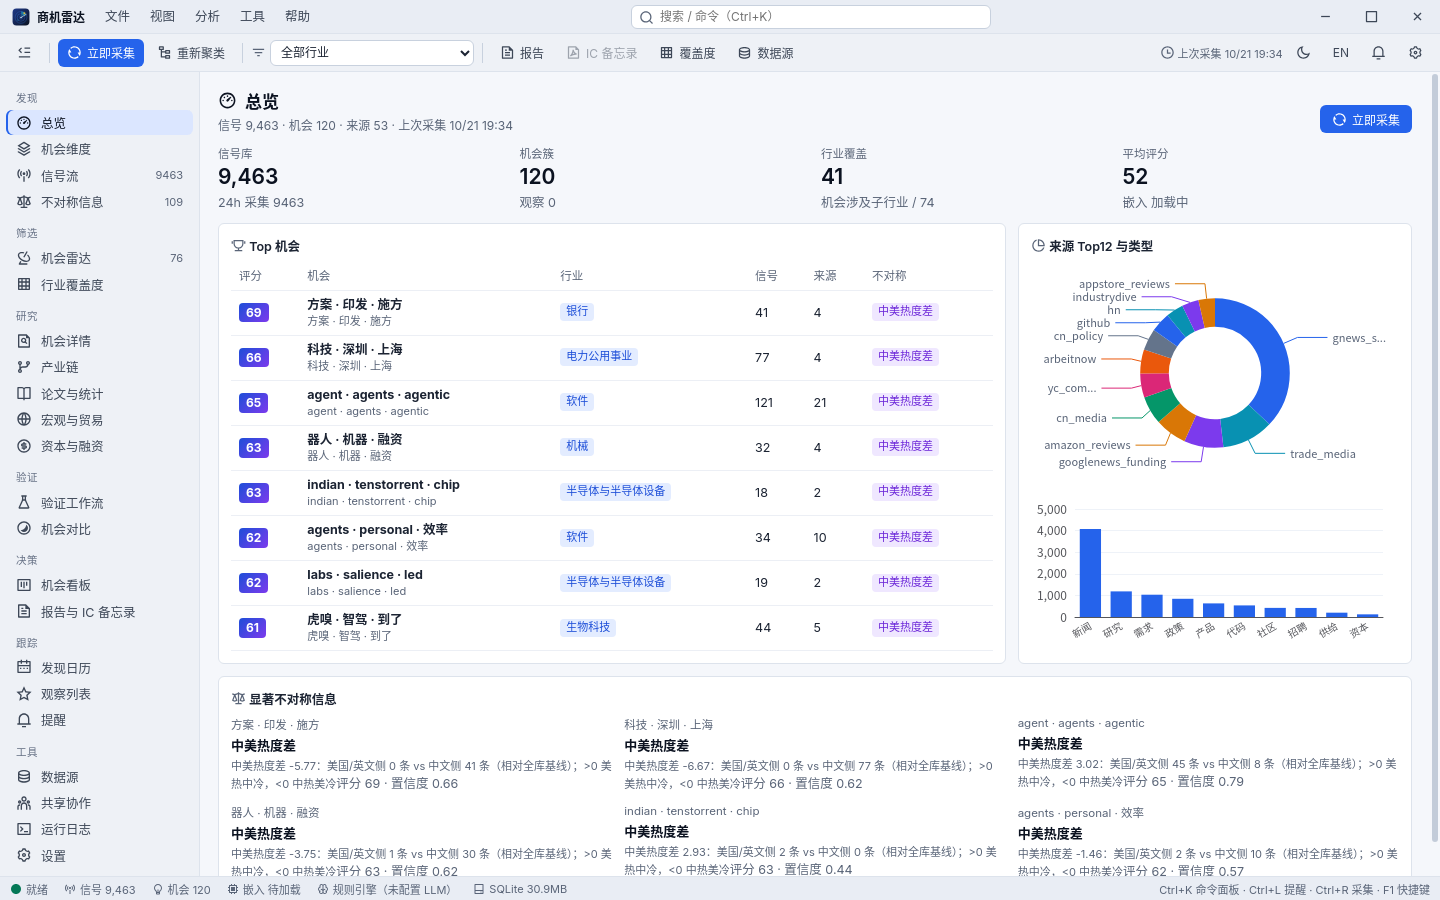 商机雷达 文件 视图 分析 工具 帮助 搜索 / 命令（Ctrl+K）
立即采集 重新聚类 全部行业 报告 IC 备忘录 覆盖度 数据源 上次采集 10/21 19:34 EN
发现
总览
机会维度
信号流 9463
不对称信息 109
筛选
机会雷达 76
行业覆盖度
研究
机会详情
产业链
论文与统计
宏观与贸易
资本与融资
验证
验证工作流
机会对比
决策
机会看板
报告与 IC 备忘录
跟踪
发现日历
观察列表
提醒
工具
数据源
共享协作
运行日志
设置
总览
信号 9,463 · 机会 120 · 来源 53 · 上次采集 10/21 19:34
立即采集
信号库 机会簇 行业覆盖 平均评分
9,463 120 41 52
24h 采集 9463 观察 0 机会涉及子行业 / 74 嵌入 加载中
Top 机会
评分 机会 行业 信号 来源 不对称
69 方案 · 印发 · 施方 银行 41 4 中美热度差
方案 · 印发 · 施方
66 科技 · 深圳 · 上海 电力公用事业 77 4 中美热度差
科技 · 深圳 · 上海
65 agent · agents · agentic 软件 121 21 中美热度差
agent · agents · agentic
63 器人 · 机器 · 融资 机械 32 4 中美热度差
器人 · 机器 · 融资
63 indian · tenstorrent · chip 半导体与半导体设备 18 2 中美热度差
indian · tenstorrent · chip
62 agents · personal · 效率 软件 34 10 中美热度差
agents · personal · 效率
62 labs · salience · led 半导体与半导体设备 19 2 中美热度差
labs · salience · led
61 虎嗅 · 智驾 · 到了 生物科技 44 5 中美热度差
虎嗅 · 智驾 · 到了
来源 Top12 与类型
appstore_reviews
industrydive
hn
github
cn_policy
arbeitnow
yc_com...
cn_media
amazon_reviews
googlenews_funding
gnews_s...
trade_media
5,000
4,000
3,000
2,000
1,000
0
新闻 研究 需求 政策 产品 代码 社区 招聘 供给 资本
显著不对称信息
方案 · 印发 · 施方
中美热度差
中美热度差 -5.77：美国/英文侧 0 条 vs 中文侧 41 条（相对全库基线）；>0 美
热中冷，<0 中热美冷评分 69 · 置信度 0.66
科技 · 深圳 · 上海
中美热度差
中美热度差 -6.67：美国/英文侧 0 条 vs 中文侧 77 条（相对全库基线）；>0
美热中冷，<0 中热美冷评分 66 · 置信度 0.62
agent · agents · agentic
中美热度差
中美热度差 3.02：美国/英文侧 45 条 vs 中文侧 8 条（相对全库基线）；>0 美
热中冷，<0 中热美冷评分 65 · 置信度 0.79
器人 · 机器 · 融资
中美热度差
中美热度差 -3.75：美国/英文侧 1 条 vs 中文侧 30 条（相对全库基线）；>0 美
热中冷，<0 中热美冷评分 63 · 置信度 0.62
indian · tenstorrent · chip
中美热度差
中美热度差 2.93：美国/英文侧 2 条 vs 中文侧 0 条（相对全库基线）；>0 美
热中冷，<0 中热美冷评分 63 · 置信度 0.44
agents · personal · 效率
中美热度差
中美热度差 -1.46：美国/英文侧 2 条 vs 中文侧 10 条（相对全库基线）；>0 美
热中冷，<0 中热美冷评分 62 · 置信度 0.57
就绪 信号 9,463 机会 120 嵌入 待加载 规则引擎（未配置 LLM） SQLite 30.9MB Ctrl+K 命令面板 · Ctrl+L 提醒 · Ctrl+R 采集 · F1 快捷键